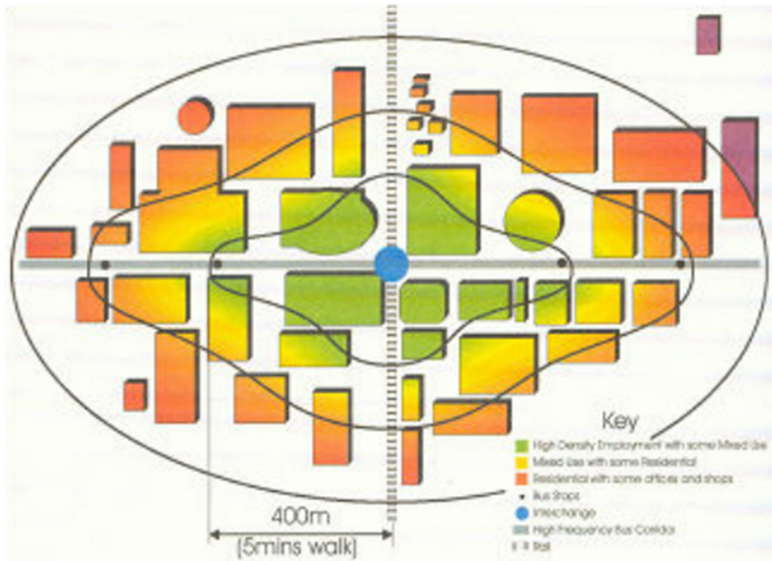 Key
High Density Employment with some Mixed Use
Mixed Use with some Residential
Residential with some offices and shops
Bus Stops
Interchange
High Frequency Bus Corridor
Rail
400m
(5mins walk)